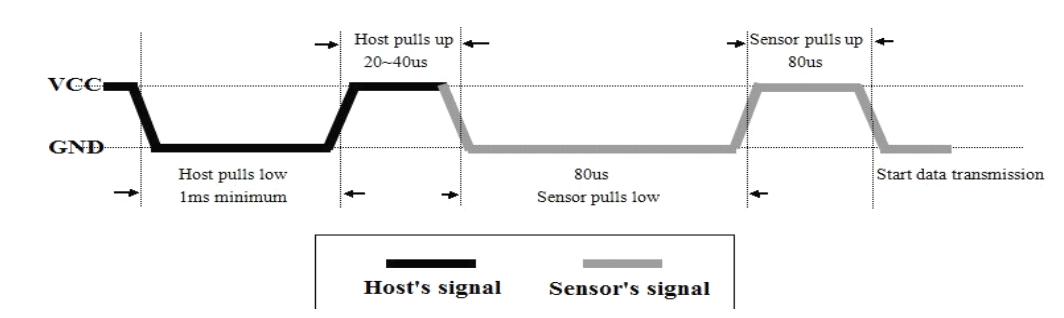 Host pulls up
20~40us
Sensor pulls up
80us
VCC
GND
Host pulls low
1ms minimum
80us
Sensor pulls low
Start data transmission
Host's signal
Sensor's signal